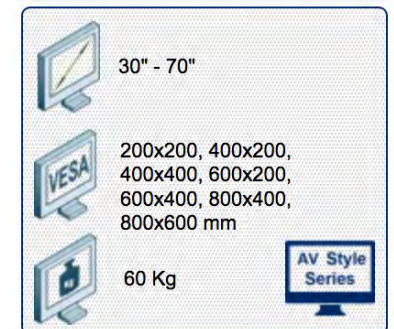 30" - 70"
VESA
200x200, 400x200,
400x400, 600x200,
600x400, 800x400,
800x600 mm
60 Kg
AV Style
Series